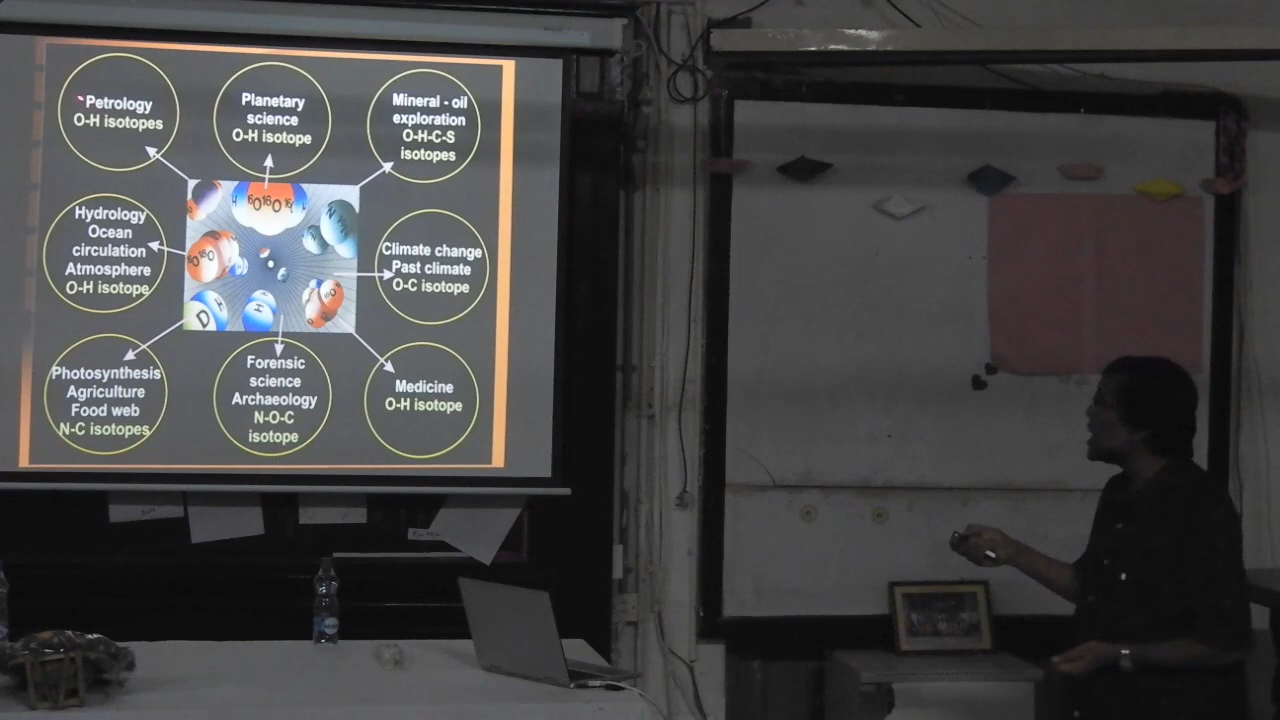 Petrology
O-H isotopes
Planetary
science
O-H isotope
Mineral - oil
exploration
O-H-C-S
isotopes
Hydrology
Ocean
circulation
Atmosphere
O-H isotope
Climate change
Past climate
O-C isotope
Photosynthesis
Agriculture
Food web
N-C isotopes
Forensic
science
Archaeology
N-O-C
isotope
Medicine
O-H isotope
D
H
H